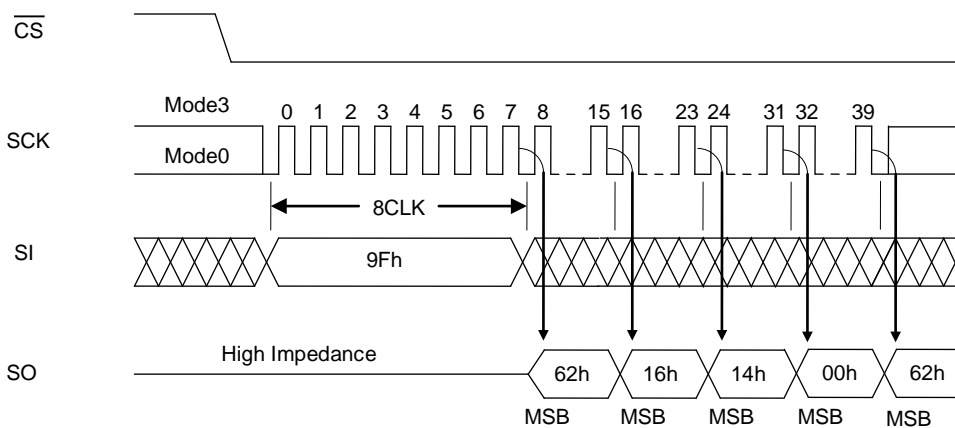 CS
Mode3
0 1 2 3 4 5 6 7 8 15 16 23 24 31 32 39
SCK
Mode0
8CLK
SI
9Fh
High Impedance
SO
62h 16h 14h 00h 62h
MSB MSB MSB MSB MSB